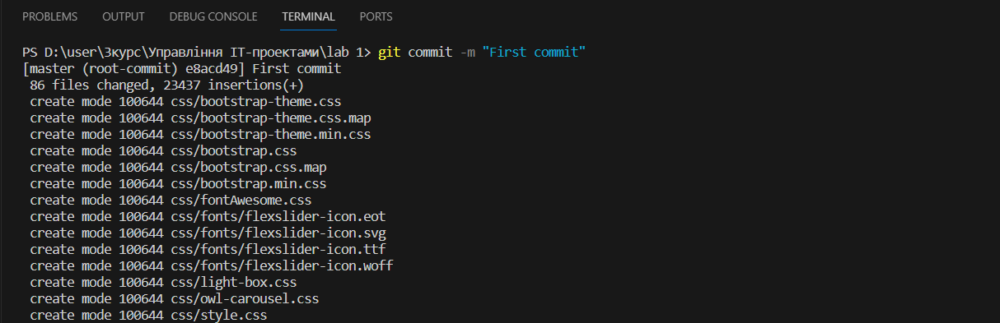 PROBLEMS OUTPUT DEBUG CONSOLE TERMINAL PORTS
PS D:\user\3курс\Управління ІТ-проектами\lab 1> git commit -m "First commit"
[master (root-commit) e8acd49] First commit
86 files changed, 23437 insertions(+)
create mode 100644 css/bootstrap-theme.css
create mode 100644 css/bootstrap-theme.css.map
create mode 100644 css/bootstrap-theme.min.css
create mode 100644 css/bootstrap.css
create mode 100644 css/bootstrap.css.map
create mode 100644 css/bootstrap.min.css
create mode 100644 css/fontAwesome.css
create mode 100644 css/fonts/flexslider-icon.eot
create mode 100644 css/fonts/flexslider-icon.svg
create mode 100644 css/fonts/flexslider-icon.ttf
create mode 100644 css/fonts/flexslider-icon.woff
create mode 100644 css/light-box.css
create mode 100644 css/owl-carousel.css
create mode 100644 css/style.css